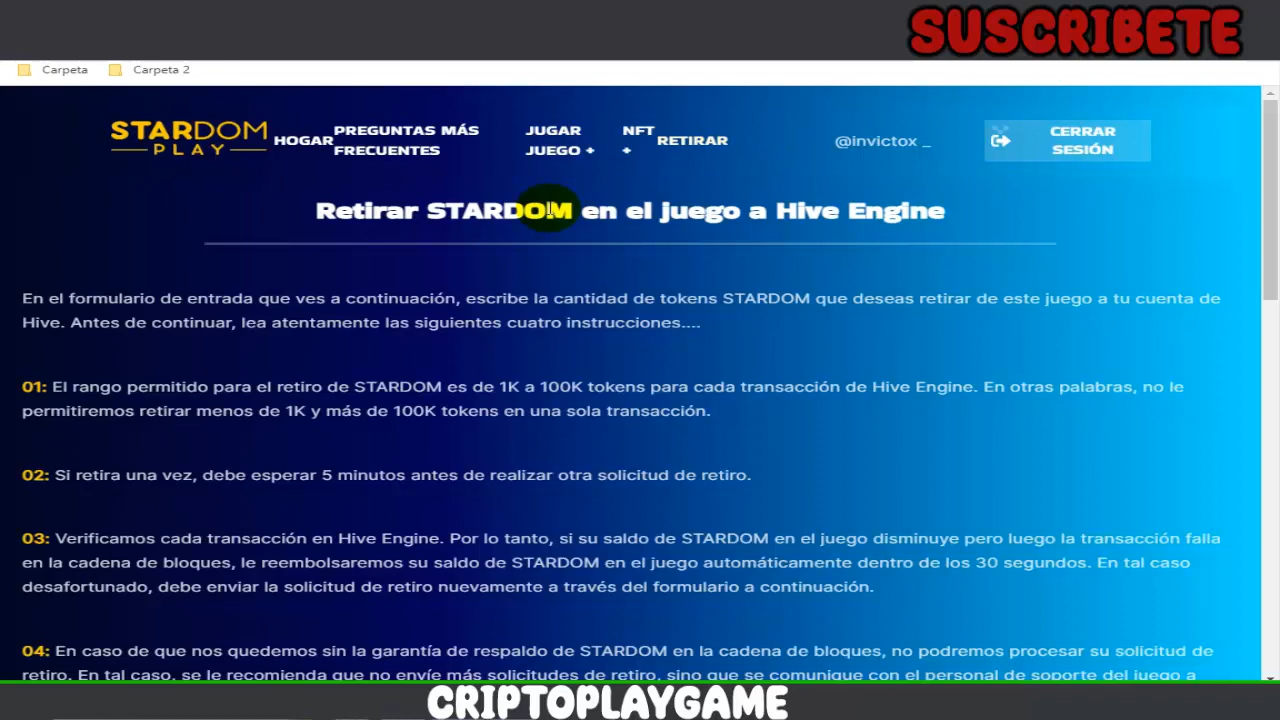 SUSCRIBETE
Carpeta Carpeta 2
STARDOM
PLAY
HOGAR
PREGUNTAS MÁS
FRECUENTES
JUGAR
JUEGO +
NFT
+
RETIRAR
@invictox _
CERRAR
SESIÓN
Retirar STARDOM en el juego a Hive Engine
En el formulario de entrada que ves a continuación, escribe la cantidad de tokens STARDOM que deseas retirar de este juego a tu cuenta de
Hive. Antes de continuar, lea atentamente las siguientes cuatro instrucciones....
01: El rango permitido para el retiro de STARDOM es de 1K a 100K tokens para cada transacción de Hive Engine. En otras palabras, no le
permitiremos retirar menos de 1K y más de 100K tokens en una sola transacción.
02: Si retira una vez, debe esperar 5 minutos antes de realizar otra solicitud de retiro.
03: Verificamos cada transacción en Hive Engine. Por lo tanto, si su saldo de STARDOM en el juego disminuye pero luego la transacción falla
en la cadena de bloques, le reembolsaremos su saldo de STARDOM en el juego automáticamente dentro de los 30 segundos. En tal caso
desafortunado, debe enviar la solicitud de retiro nuevamente a través del formulario a continuación.
04: En caso de que nos quedemos sin la garantía de respaldo de STARDOM en la cadena de bloques, no podremos procesar su solicitud de
retiro. En tal caso, se le recomienda que no envíe más solicitudes de retiro, sino que se comunique con el personal de soporte del juego a
CRIPTOPLAYGAME